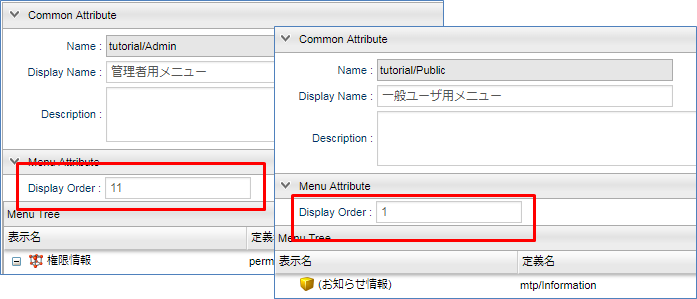 Common Attribute
Name : tutorial/Admin
Display Name : 管理者用メニュー
Description :
Menu Attribute
Display Order : 11
Menu Tree
表示名 定義
権限情報 perm
Common Attribute
Name : tutorial/Public
Display Name : 一般ユーザ用メニュー
Description :
Menu Attribute
Display Order : 1
Menu Tree
表示名 定義名
(お知らせ情報) mtp/Information